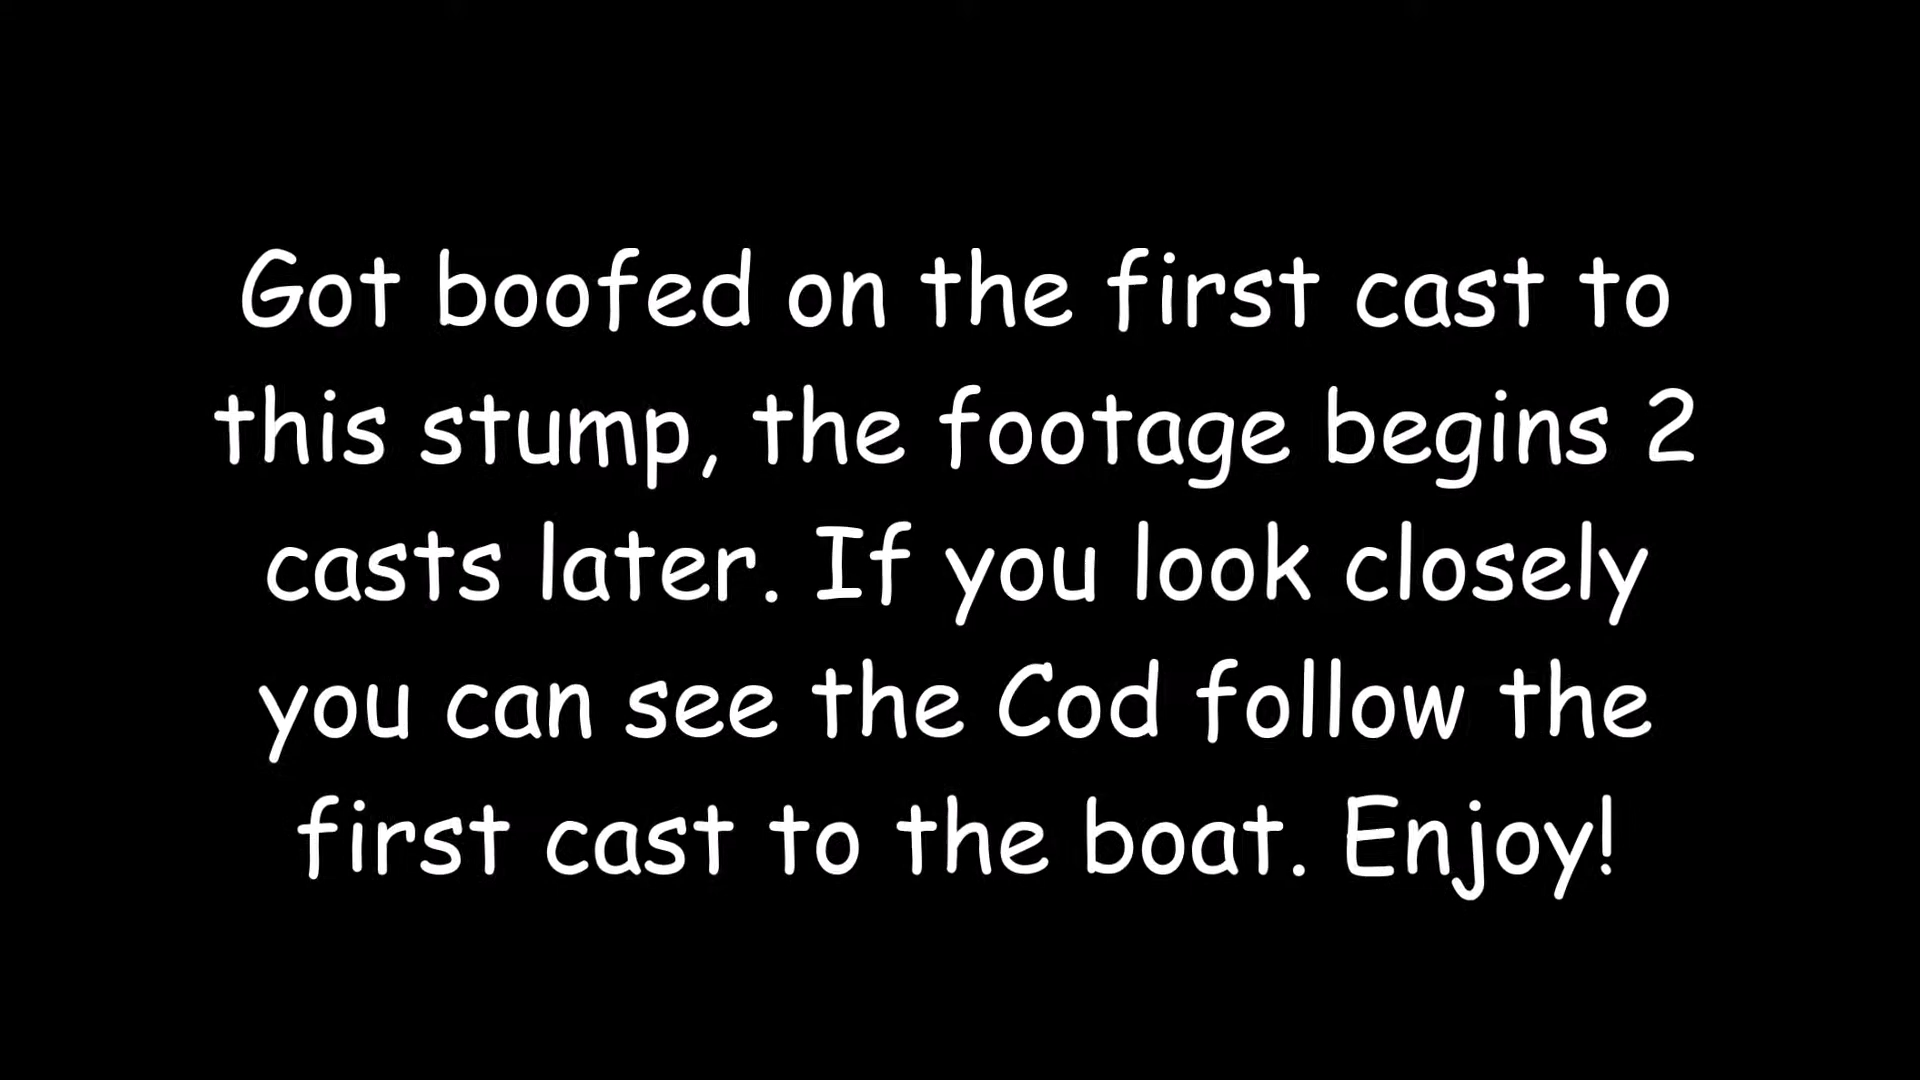 Got boofed on the first cast to
this stump, the footage begins 2
casts later. If you look closely
you can see the Cod follow the
first cast to the boat. Enjoy!